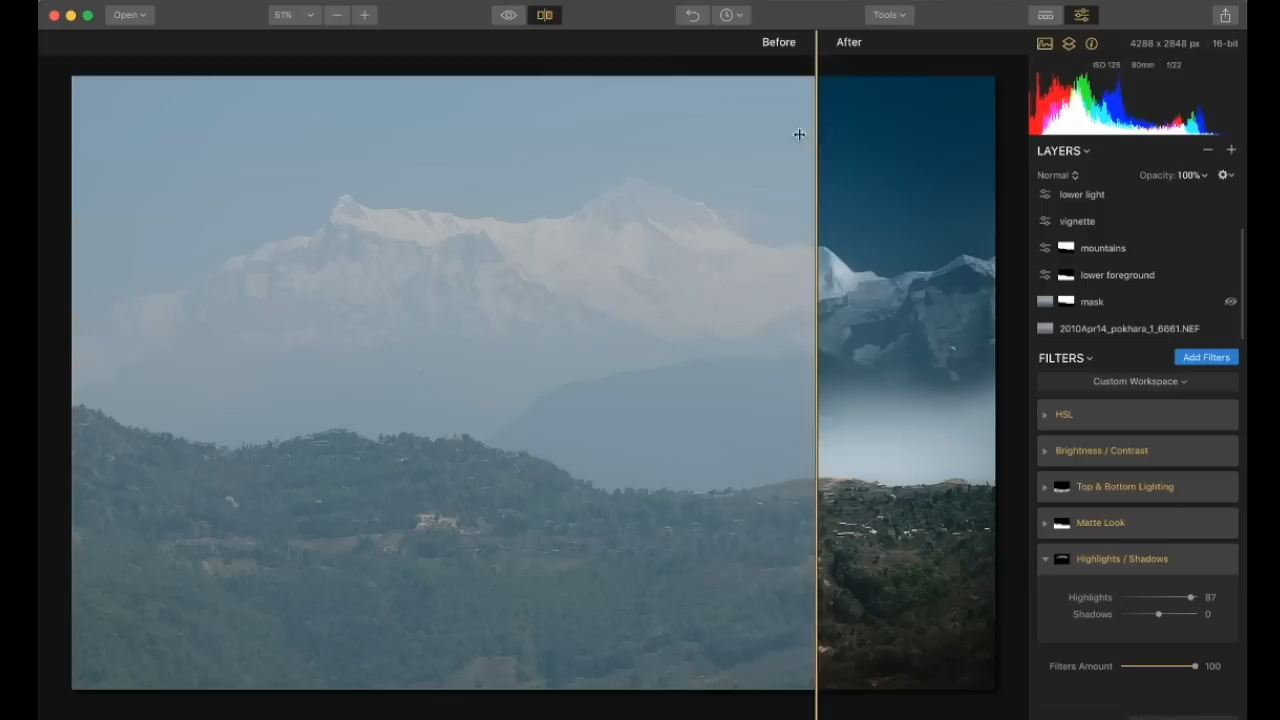 Open
51%
Tools
Before
After
4288 x 2848 px 16-bit
ISO 125 80mm f/22
LAYERS
Normal Opacity: 100%
lower light
vignette
mountains
lower foreground
mask
2010Apr14_pokhara_1_6661.NEF
FILTERS Add Filters
Custom Workspace
HSL
Brightness / Contrast
Top & Bottom Lighting
Matte Look
Highlights / Shadows
Highlights 87
Shadows 0
Filters Amount 100